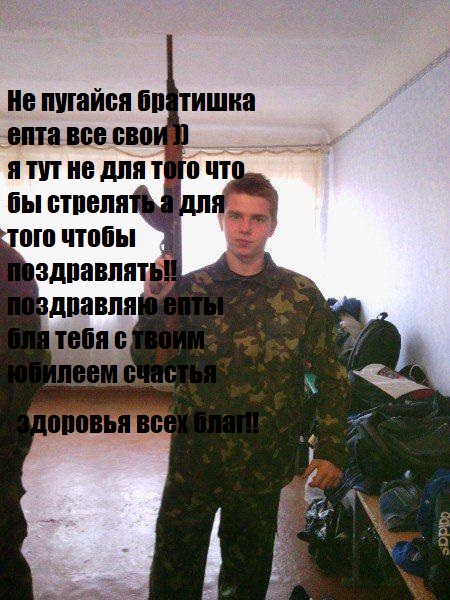 Не пугайся братишка
епта все свои ))
я тут не для того что
бы стрелять а для
того чтобы
поздравлять!!
поздравляю епты
бля тебя с твоим
юбилеем счастья
здоровья всех благ!!
adidas